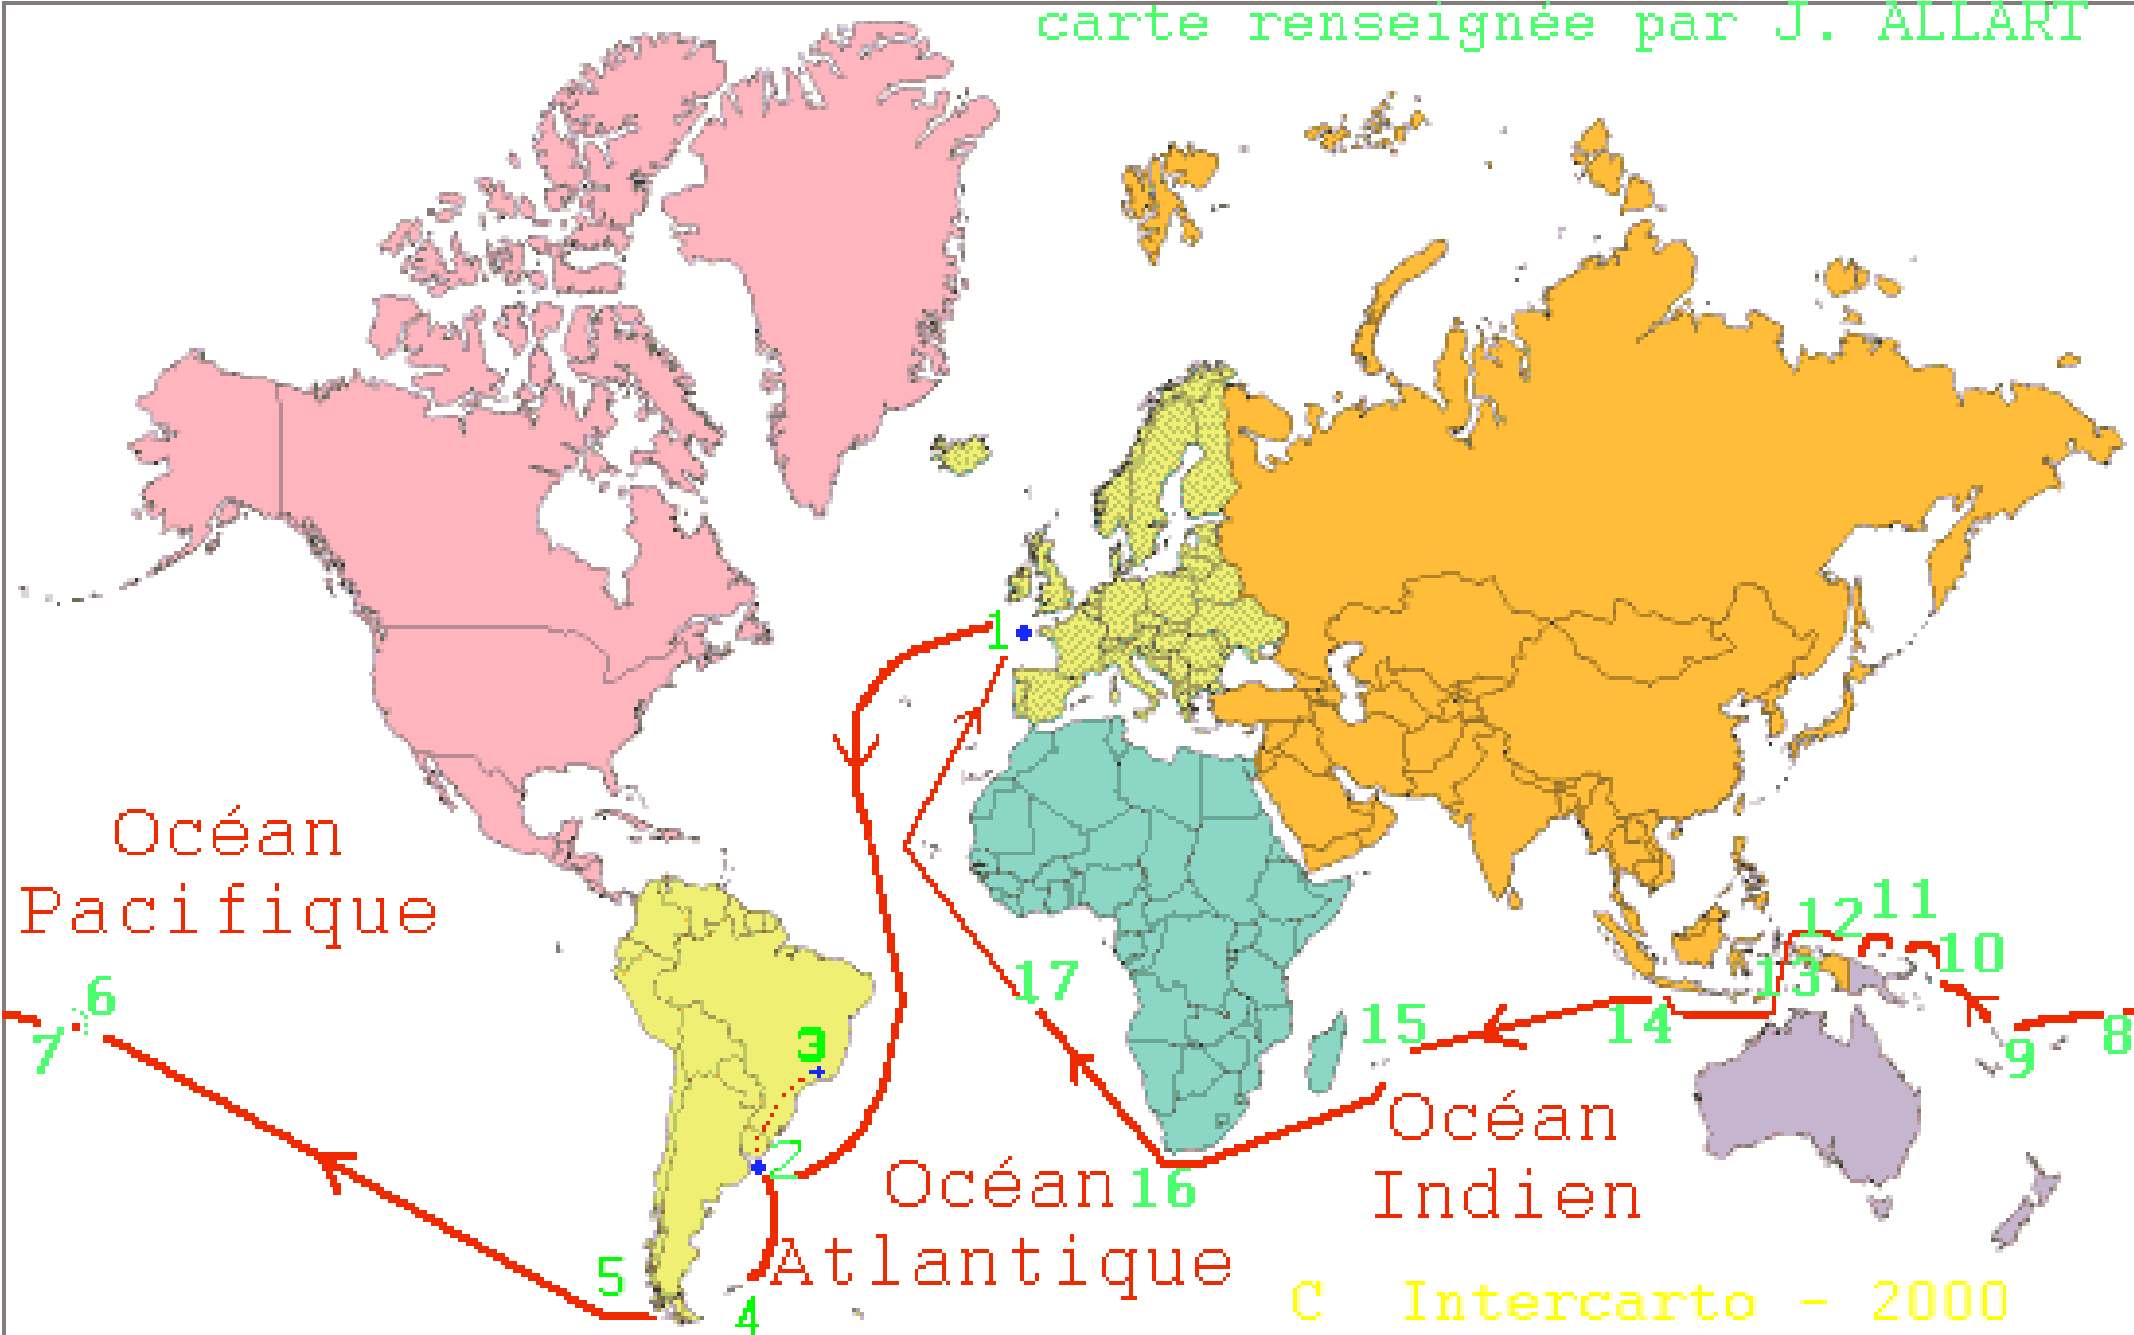 carte renseignée par J. ALLART
1
Océan
Pacifique
12
11
10
13
17
6
7
15
14
8
9
3
2
Océan
Indien
Océan
Atlantique
16
5
4
C Intercarto - 2000